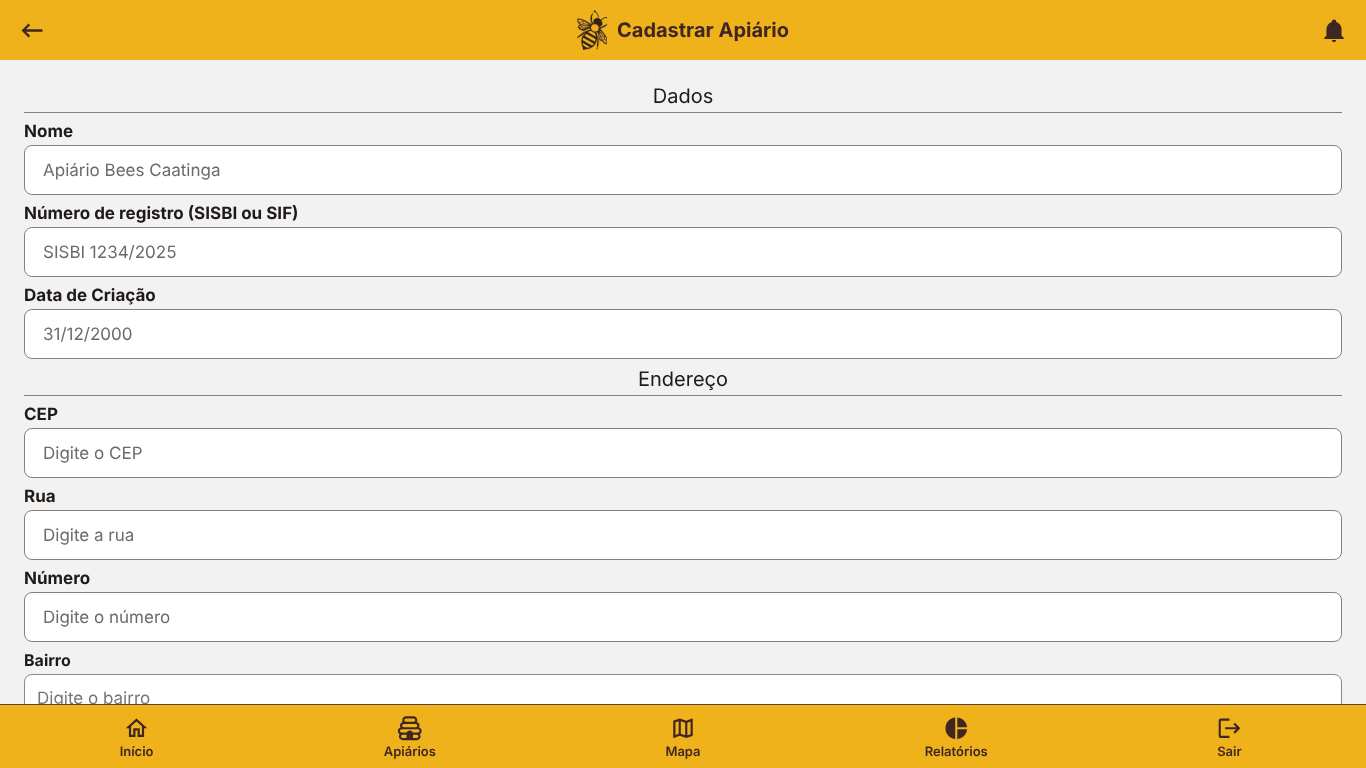 Cadastrar Apiário
Dados
Nome
Apiário Bees Caatinga
Número de registro (SISBI ou SIF)
SISBI 1234/2025
Data de Criação
31/12/2000
Endereço
CEP
Digite o CEP
Rua
Digite a rua
Número
Digite o número
Bairro
Digite o bairro
Início Apiários Mapa Relatórios Sair